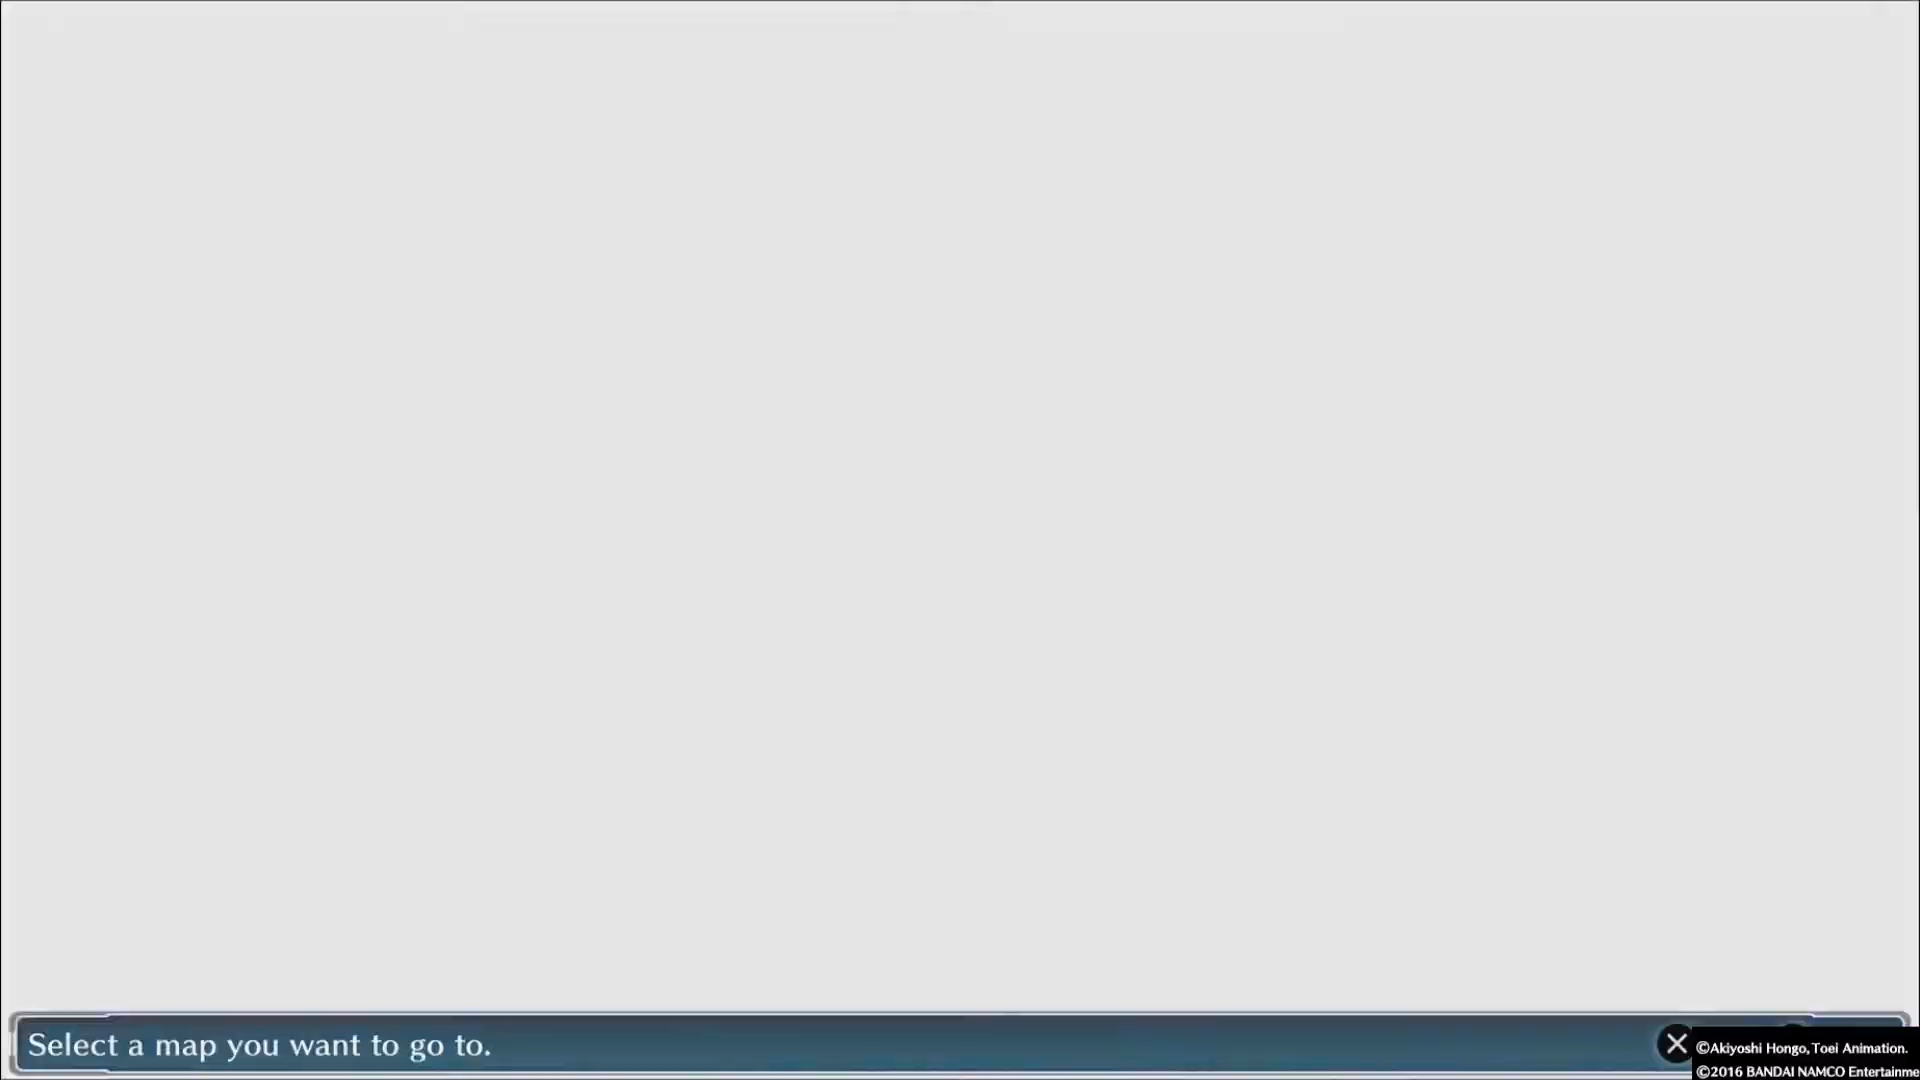 Select a map you want to go to.
©Akiyoshi Hongo, Toei Animation.
©2016 BANDAI NAMCO Entertainme